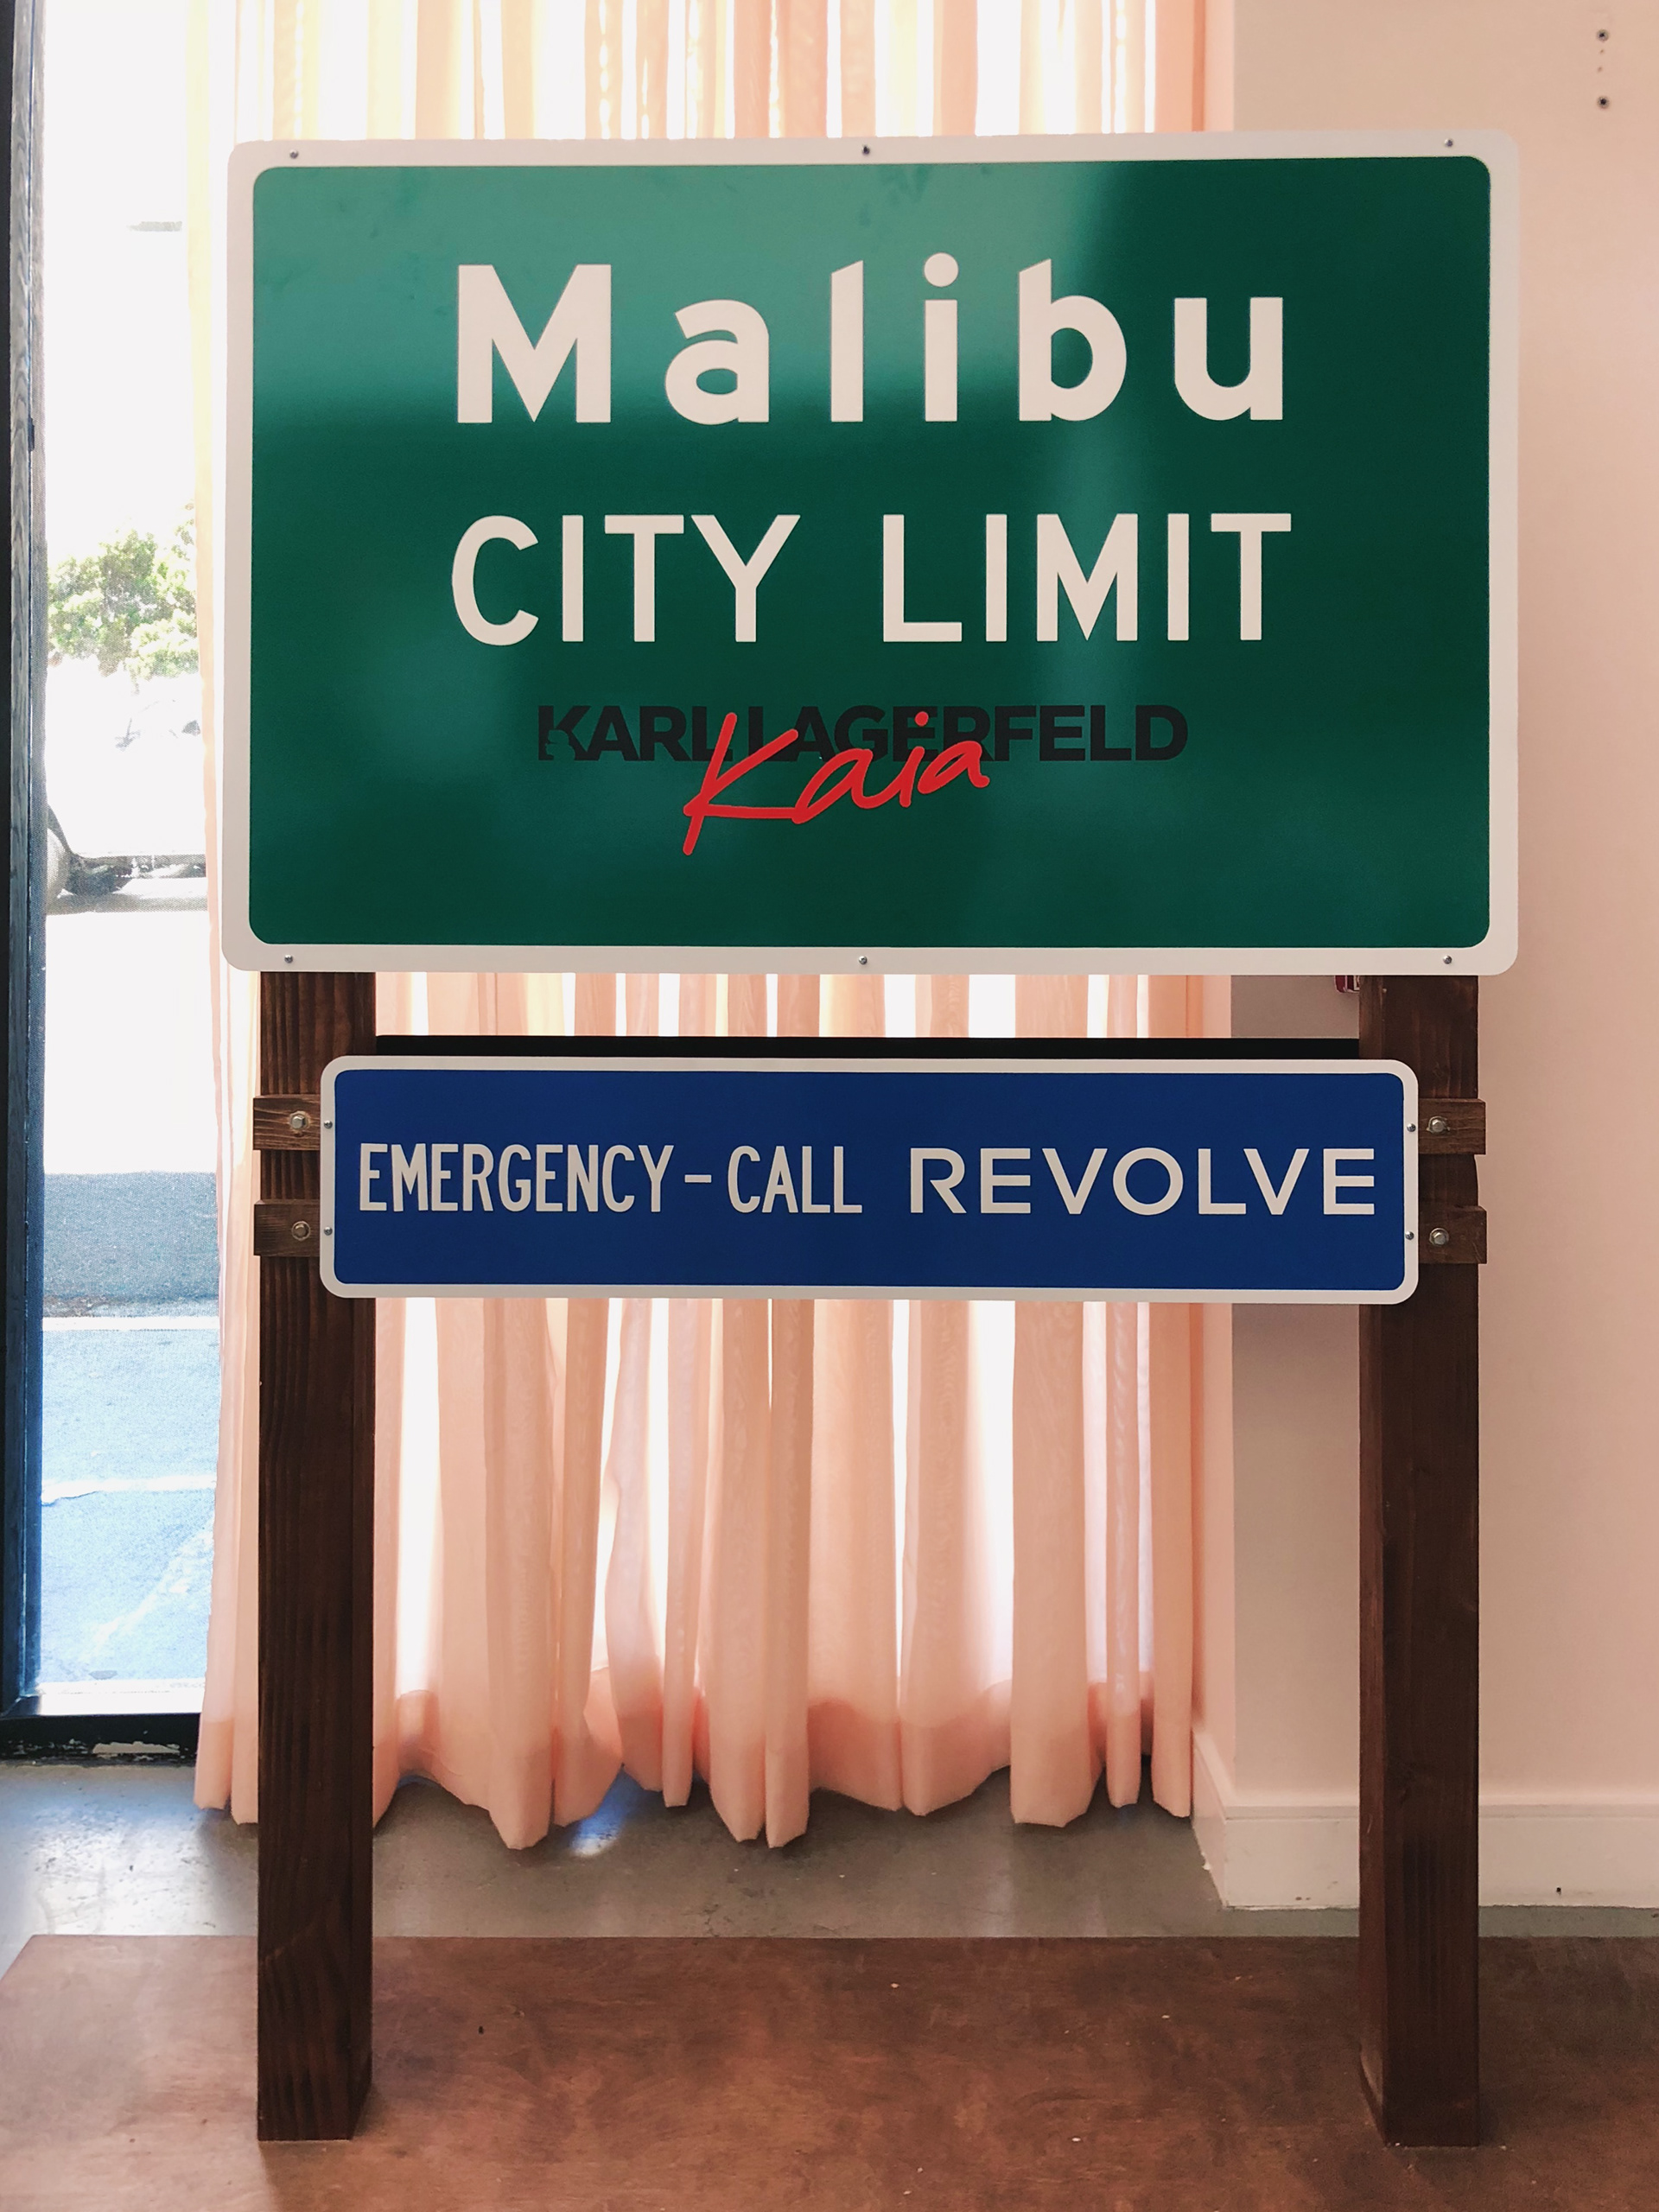 Malibu
CITY LIMIT
KARL LAGERFELD
Kaia
EMERGENCY-CALL REVOLVE